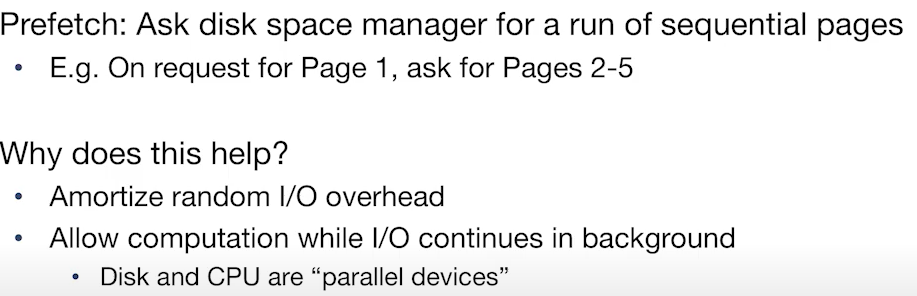 Prefetch: Ask disk space manager for a run of sequential pages
• E.g. On request for Page 1, ask for Pages 2-5
Why does this help?
• Amortize random I/O overhead
• Allow computation while I/O continues in background
• Disk and CPU are “parallel devices”